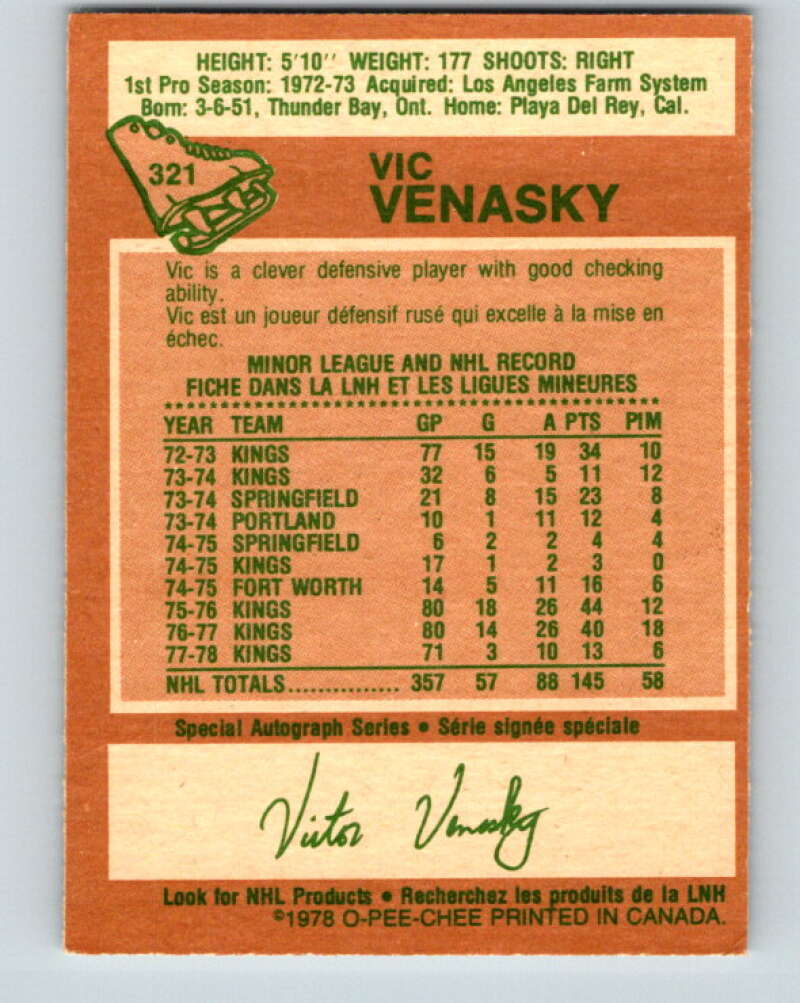 HEIGHT: 5'10'' WEIGHT: 177 SHOOTS: RIGHT
1st Pro Season: 1972-73 Acquired: Los Angeles Farm System
Born: 3-6-51, Thunder Bay, Ont. Home: Playa Del Rey, Cal.
321
VIC
VENASKY
Vic is a clever defensive player with good checking
ability.
Vic est un joueur défensif rusé qui excelle à la mise en
échec.
MINOR LEAGUE AND NHL RECORD
FICHE DANS LA LNH ET LES LIGUES MINEURES
YEAR TEAM GP G A PTS PIM
72-73 KINGS 77 15 19 34 10
73-74 KINGS 32 6 5 11 12
73-74 SPRINGFIELD 21 8 15 23 8
73-74 PORTLAND 10 1 11 12 4
74-75 SPRINGFIELD 6 2 2 4 4
74-75 KINGS 17 1 2 3 0
74-75 FORT WORTH 14 5 11 16 6
75-76 KINGS 80 18 26 44 12
76-77 KINGS 80 14 26 40 18
77-78 KINGS 71 3 10 13 6
NHL TOTALS............... 357 57 88 145 58
Special Autograph Series • Série signée spéciale
Victor Venasky
Look for NHL Products • Recherchez les produits de la LNH
©1978 O-PEE-CHEE PRINTED IN CANADA.